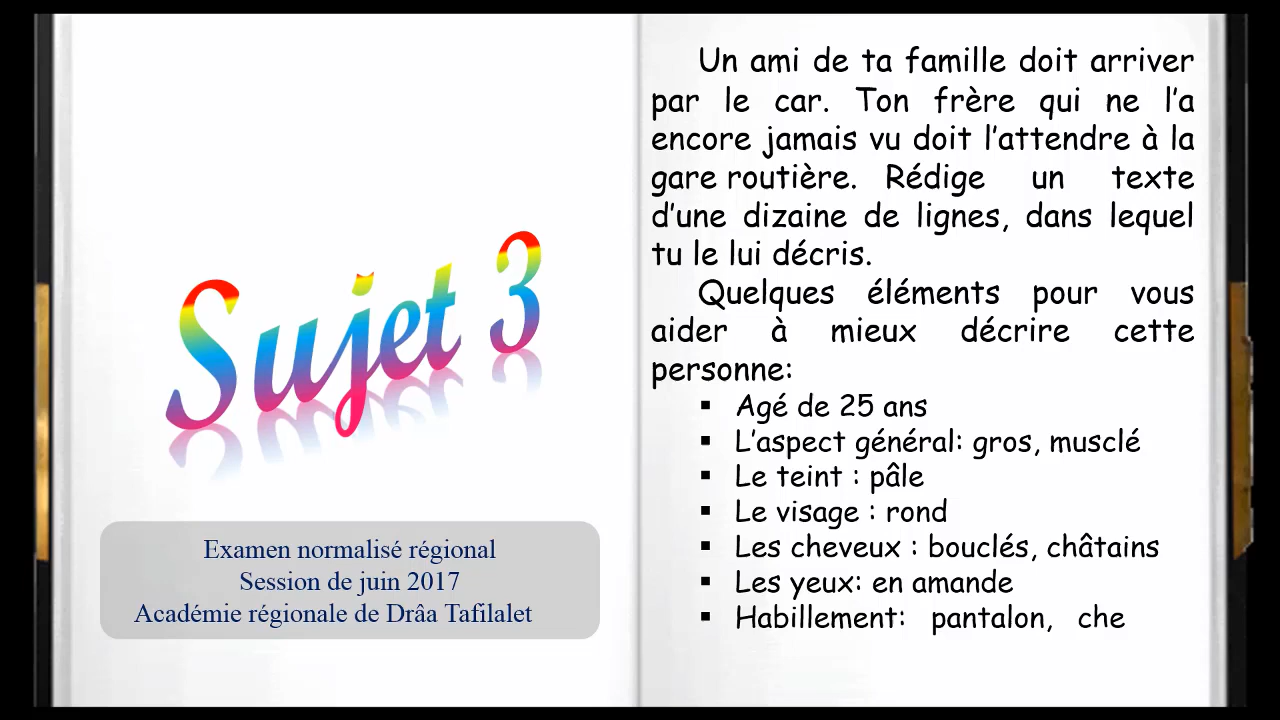 Sujet 3
Examen normalisé régional
Session de juin 2017
Académie régionale de Drâa Tafilalet
Un ami de ta famille doit arriver
par le car. Ton frère qui ne l'a
encore jamais vu doit l'attendre à la
gare routière. Rédige un texte
d'une dizaine de lignes, dans lequel
tu le lui décris.
Quelques éléments pour vous
aider à mieux décrire cette
personne:
▪ Agé de 25 ans
▪ L'aspect général: gros, musclé
▪ Le teint : pâle
▪ Le visage : rond
▪ Les cheveux : bouclés, châtains
▪ Les yeux: en amande
▪ Habillement: pantalon, che